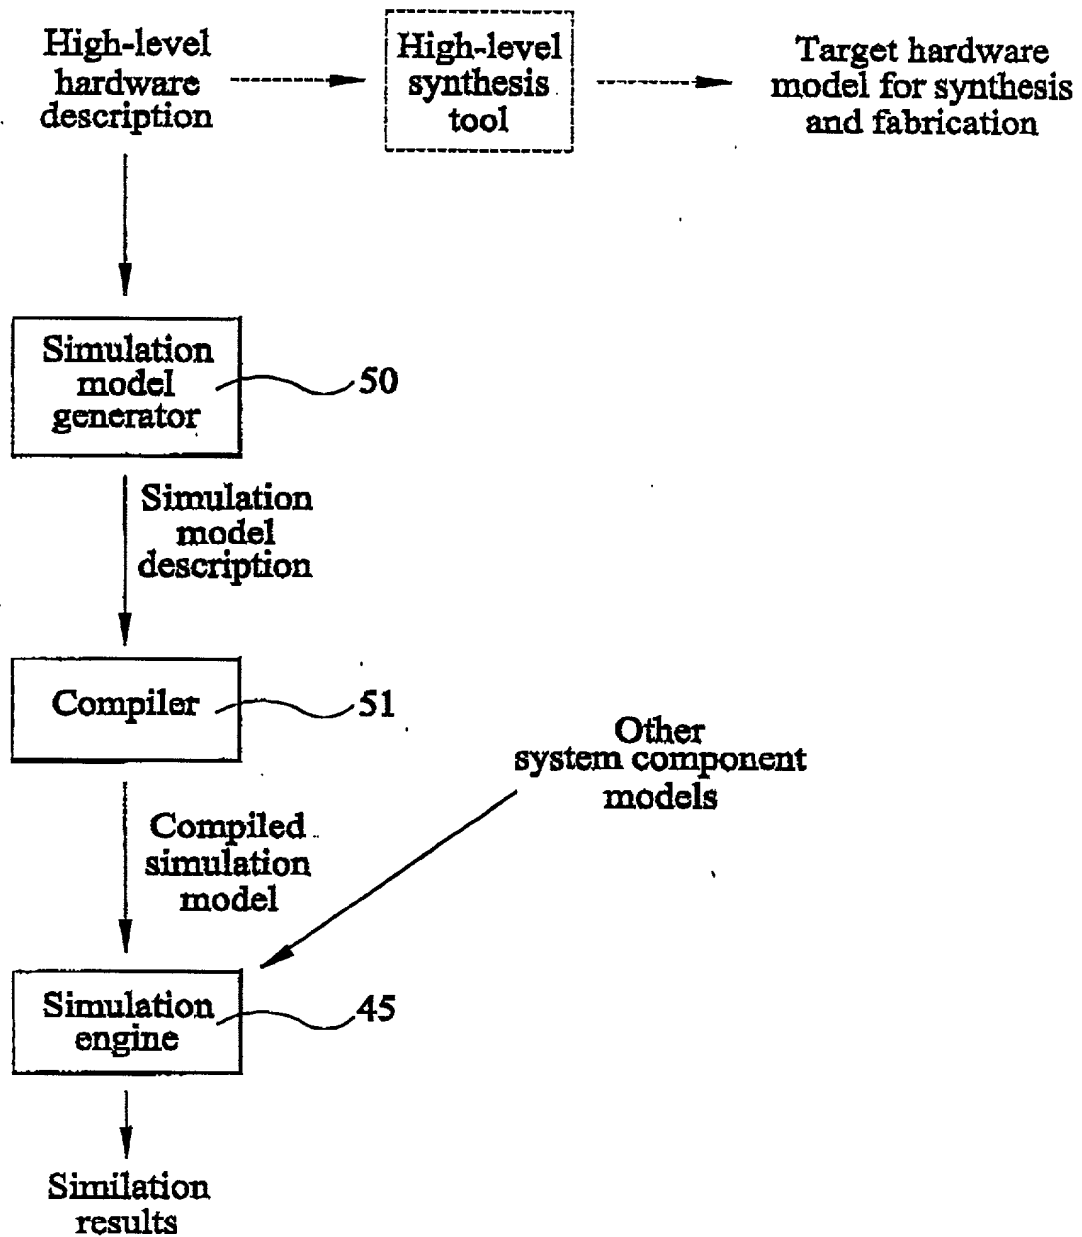 High-level
hardware
description
High-level
synthesis
tool
Target hardware
model for synthesis
and fabrication
Simulation
model
generator
50
Simulation
model
description
Compiler
51
Other
system component
models
Compiled
simulation
model
Simulation
engine
45
Similation
results